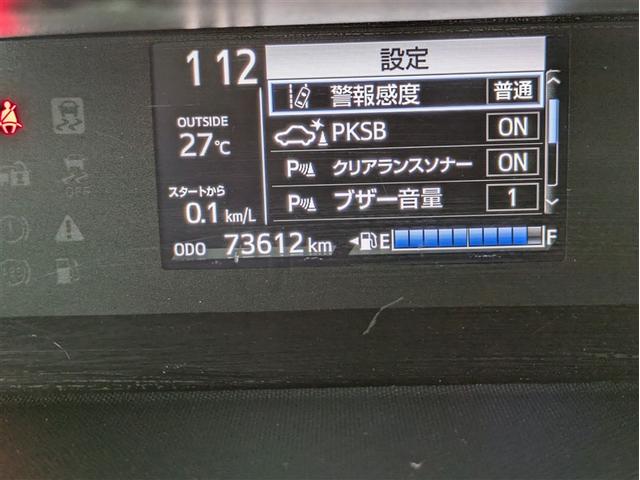 1 12
設定
警報感度 普通
PKSB ON
P クリアランスソナー ON
P ブザー音量 1
OUTSIDE
27℃
スタートから
0.1 km/L
ODO 73612 km
E F
OFF